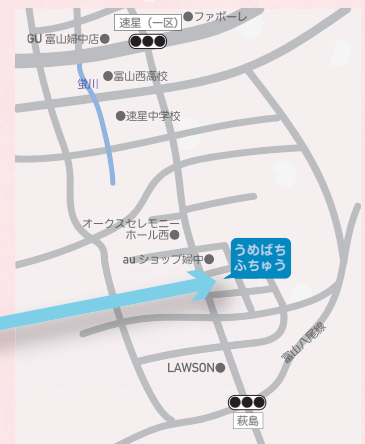 速星（一区）
●ファボーレ
GU 富山婦中店●
●富山西高校
蛍川
●速星中学校
オークスセレモニー
ホール西●
うめばち
ふちゅう
au ショップ婦中●
富山八尾線
LAWSON●
萩島